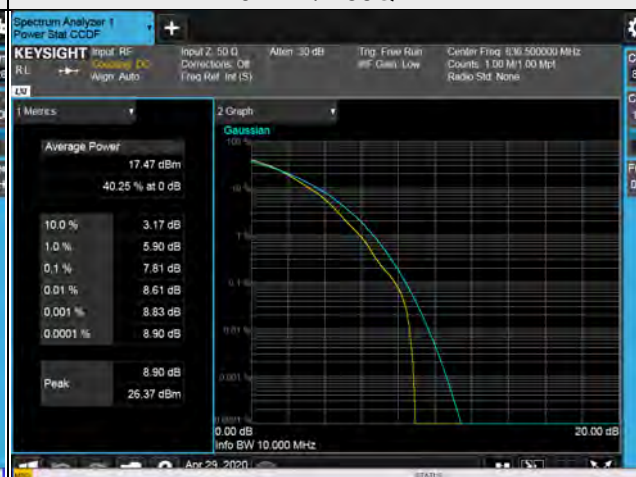 Spectrum Analyzer 1
Power Stat CCDF
+
KEYSIGHT
RL
Input: RF
Coupling: DC
Align: Auto
Input Z: 50 Ω
Corrections: Off
Freq Ref: Int (S)
Atten: 30 dB
Trig: Free Run
#IF Gain: Low
Center Freq: 836.500000 MHz
Counts: 1.00 M/1.00 Mpt
Radio Std: None
LXI
1 Metrics
2 Graph
Average Power
17.47 dBm
40.25 % at 0 dB
10.0 % 3.17 dB
1.0 % 5.90 dB
0.1 % 7.81 dB
0.01 % 8.61 dB
0.001 % 8.83 dB
0.0001 % 8.90 dB
Peak
8.90 dB
26.37 dBm
Gaussian
100 %
10 %
1 %
0.1 %
0.01 %
0.001 %
0.0001 %
0.00 dB
20.00 dB
Info BW 10.000 MHz
Apr 29, 2020
MSG
STATUS